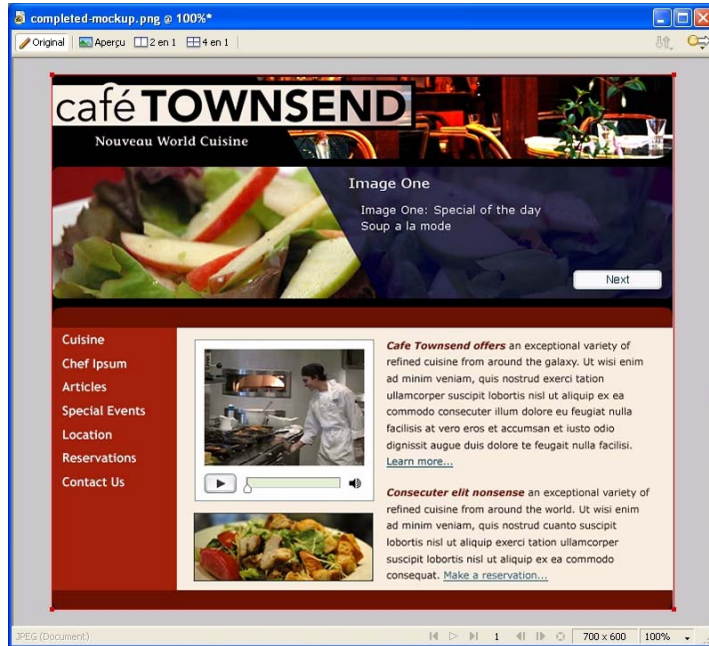 completed-mockup.png @ 100%*
Original Aperçu 2 en 1 4 en 1
café TOWNSEND
Nouveau World Cuisine
Image One
Image One: Special of the day
Soup a la mode
Next
Cuisine
Chef Ipsum
Articles
Special Events
Location
Reservations
Contact Us
Cafe Townsend offers an exceptional variety of
refined cuisine from around the galaxy. Ut wisi enim
ad minim veniam, quis nostrud exerci tation
ullamcorper suscipit lobortis nisl ut aliquip ex ea
commodo consecuter illum dolore eu feugiat nulla
facilisis at vero eros et accumsan et iusto odio
dignissit augue duis dolore te feugait nulla facilisi.
Learn more...
Consecuter elit nonsense an exceptional variety of
refined cuisine from around the world. Ut wisi enim
ad minim veniam, quis nostrud cuanto suscipit
lobortis nisl ut aliquip exerci tation ullamcorper
suscipit lobortis nisl ut aliquip ex ea commodo
consequat. Make a reservation...
JPEG (Document) 1 700 x 600 100%